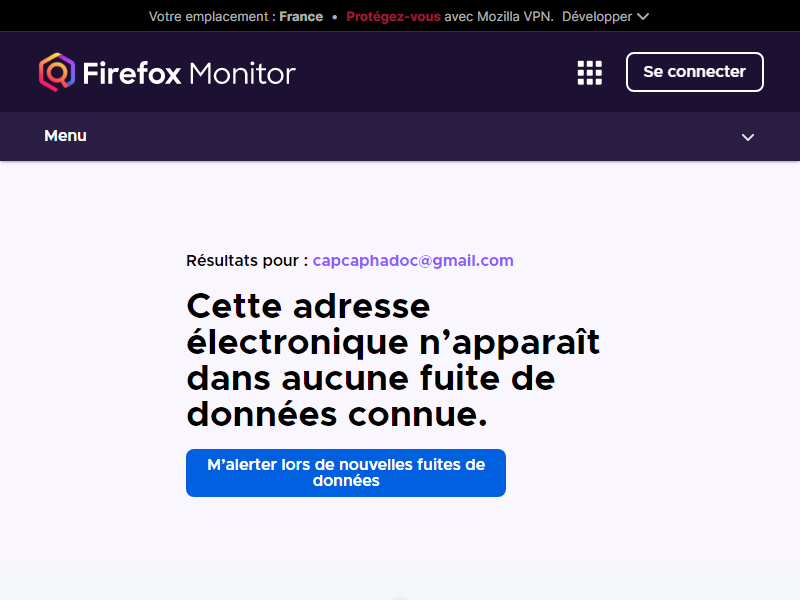 Votre emplacement : France • Protégez-vous avec Mozilla VPN. Développer
Firefox Monitor
Se connecter
Menu
Résultats pour : capcaphadoc@gmail.com
Cette adresse
électronique n’apparaît
dans aucune fuite de
données connue.
M’alerter lors de nouvelles fuites de
données